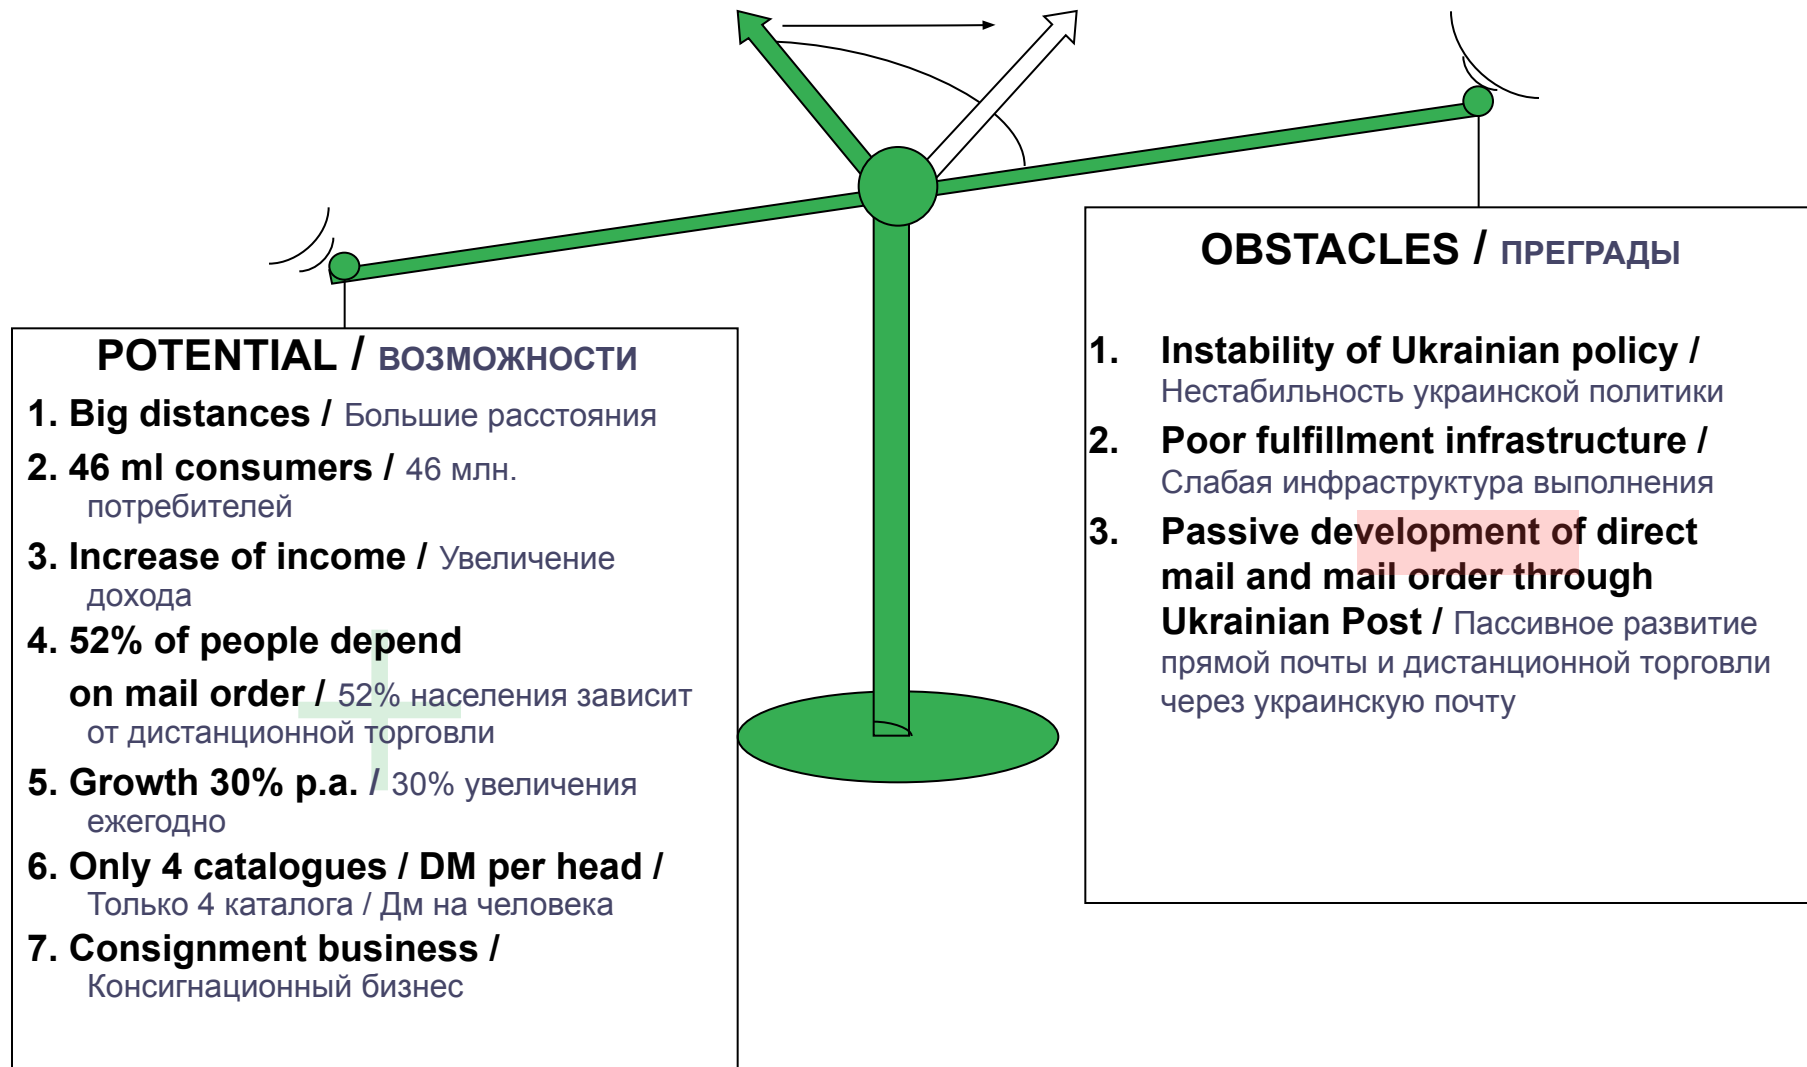 POTENTIAL / ВОЗМОЖНОСТИ
1. Big distances / Большие расстояния
2. 46 ml consumers / 46 млн.
потребителей
3. Increase of income / Увеличение
дохода
4. 52% of people depend
on mail order / 52% населения зависит
от дистанционной торговли
5. Growth 30% p.a. / 30% увеличения
ежегодно
6. Only 4 catalogues / DM per head /
Только 4 каталога / Дм на человека
7. Consignment business /
Консигнационный бизнес
OBSTACLES / ПРЕГРАДЫ
1. Instability of Ukrainian policy /
Нестабильность украинской политики
2. Poor fulfillment infrastructure /
Слабая инфраструктура выполнения
3. Passive development of direct
mail and mail order through
Ukrainian Post / Пассивное развитие
прямой почты и дистанционной торговли
через украинскую почту